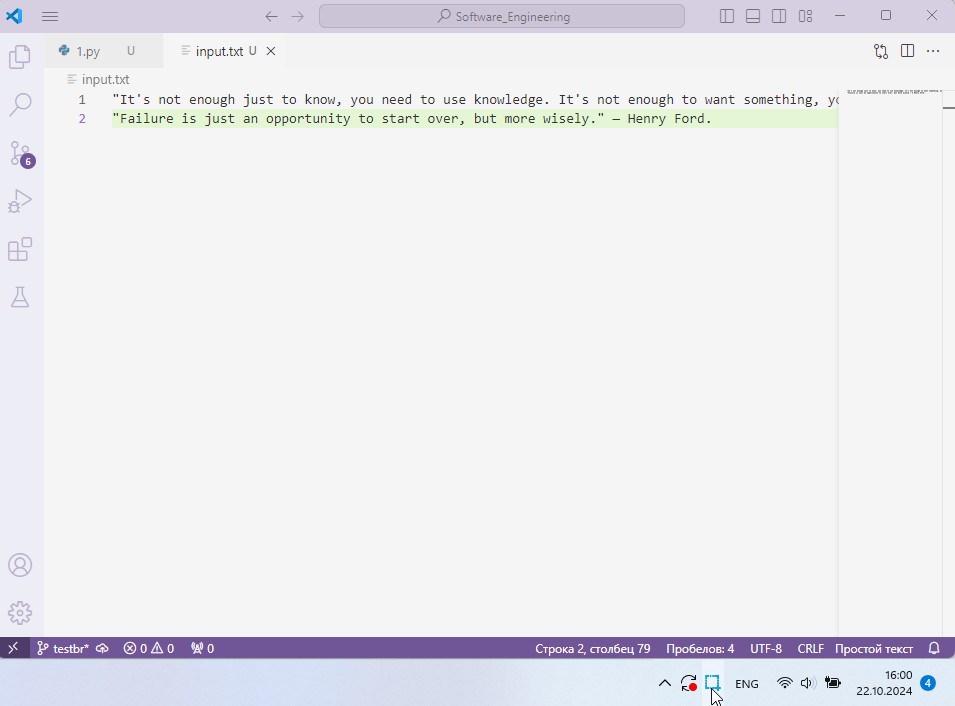 Software_Engineering
1.py U
input.txt U
input.txt
1 "It's not enough just to know, you need to use knowledge. It's not enough to want something,
2 "Failure is just an opportunity to start over, but more wisely." — Henry Ford.
6
testbr* 0 0 0 Строка 2, столбец 79 Пробелов: 4 UTF-8 CRLF Простой текст
ENG 16:00 4
22.10.2024